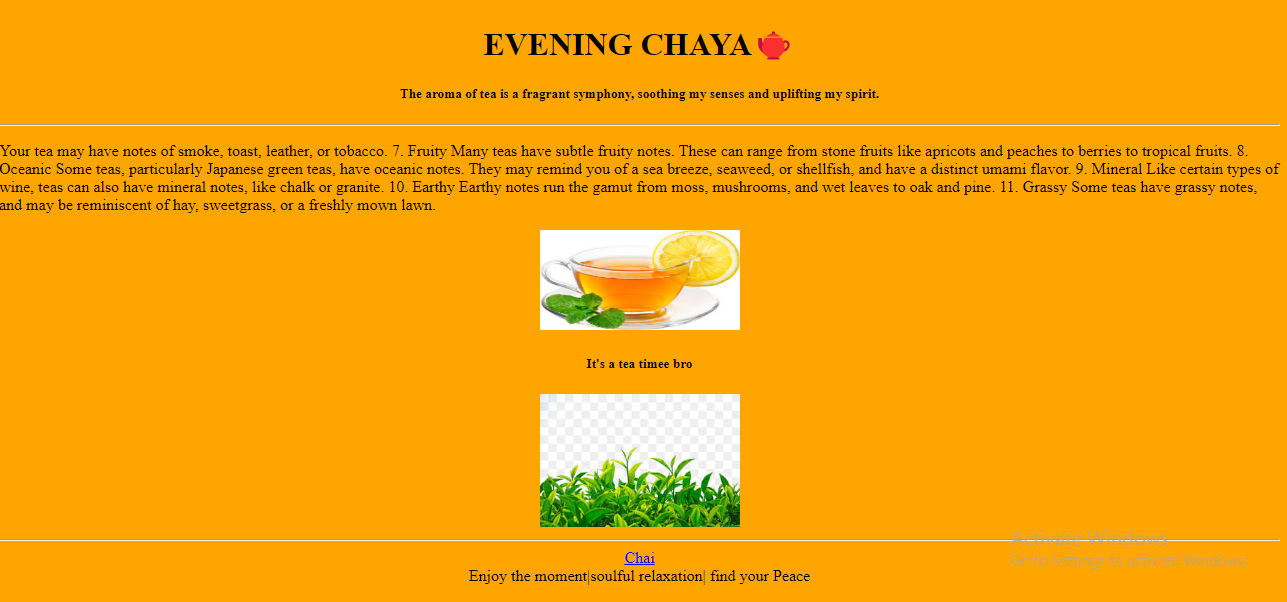 EVENING CHAYA
The aroma of tea is a fragrant symphony, soothing my senses and uplifting my spirit.
Your tea may have notes of smoke, toast, leather, or tobacco. 7. Fruity Many teas have subtle fruity notes. These can range from stone fruits like apricots and peaches to berries to tropical fruits. 8.
Oceanic Some teas, particularly Japanese green teas, have oceanic notes. They may remind you of a sea breeze, seaweed, or shellfish, and have a distinct umami flavor. 9. Mineral Like certain types of
wine, teas can also have mineral notes, like chalk or granite. 10. Earthy Earthy notes run the gamut from moss, mushrooms, and wet leaves to oak and pine. 11. Grassy Some teas have grassy notes,
and may be reminiscent of hay, sweetgrass, or a freshly mown lawn.
It's a tea timee bro
Activate Windows
Go to Settings to activate Windows.
Chai
Enjoy the moment|soulful relaxation| find your Peace